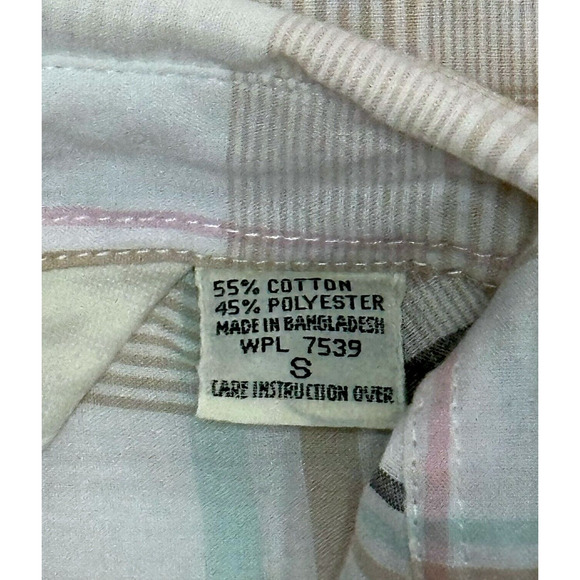 55% COTTON
45% POLYESTER
MADE IN BANGLADESH
WPL 7539
S
CARE INSTRUCTION OVER